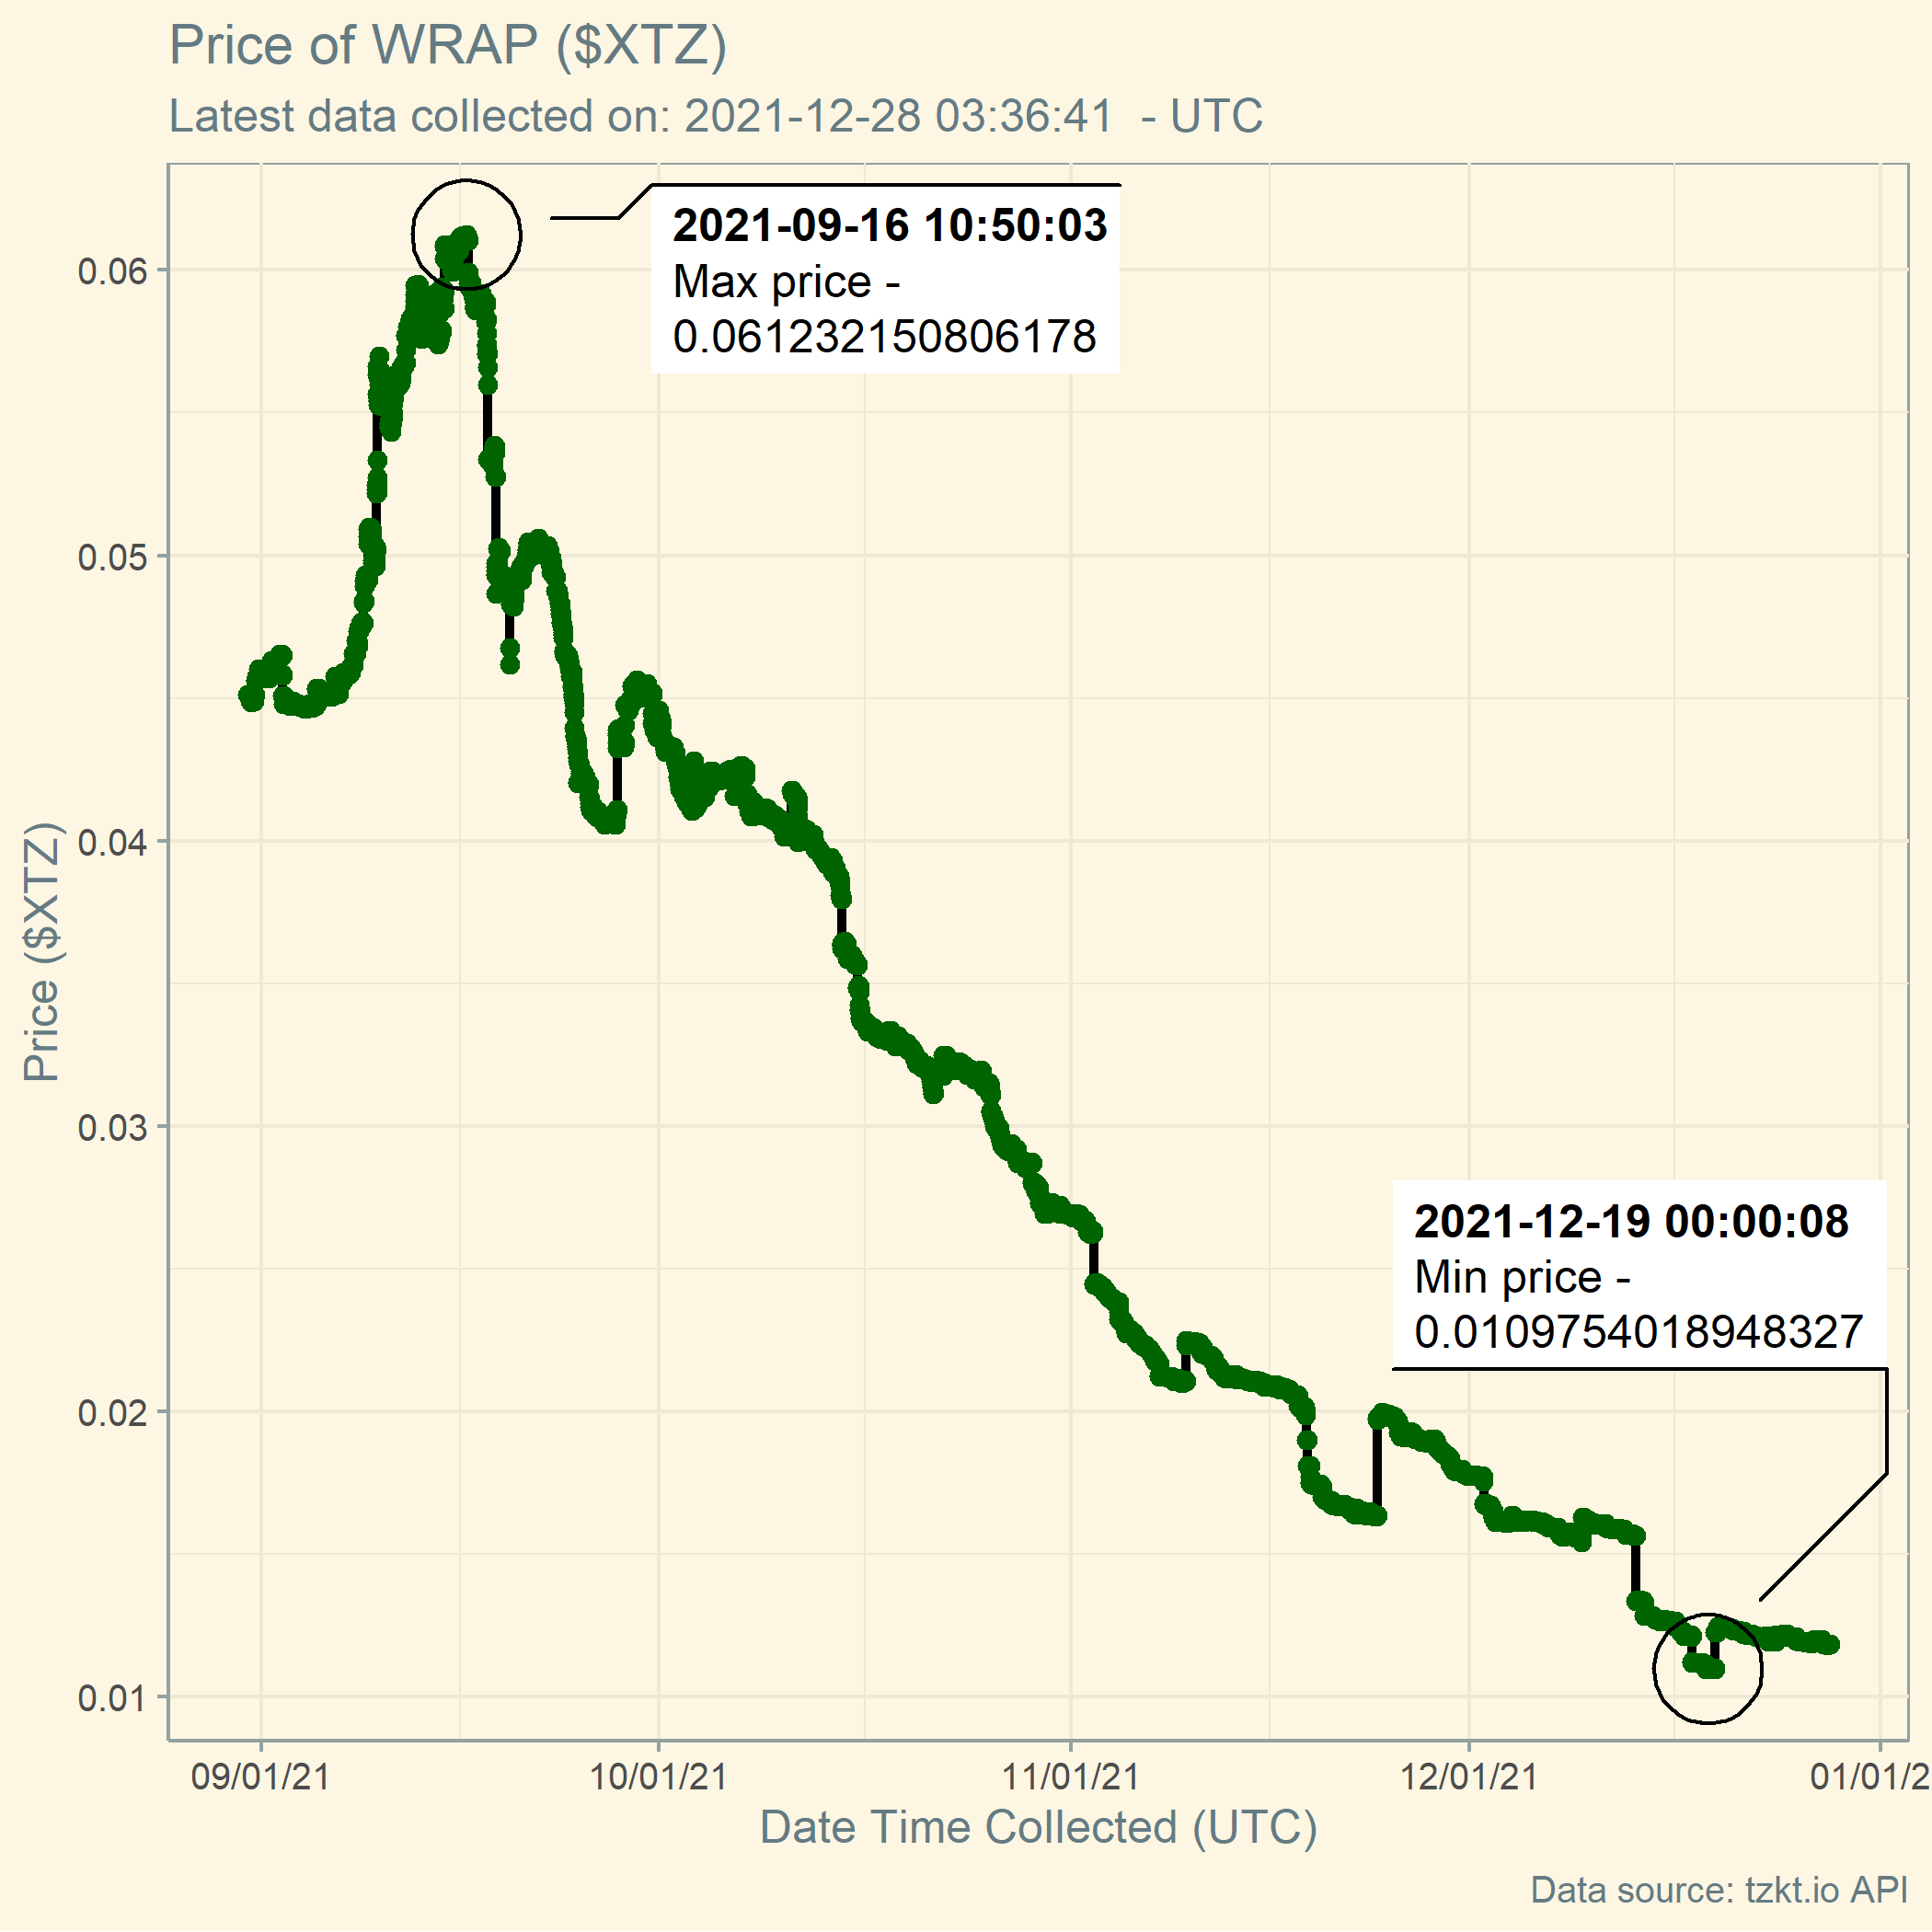 Price of WRAP ($XTZ)
Latest data collected on: 2021-12-28 03:36:41  - UTC
2021-09-16 10:50:03
Max price -
0.061232150806178
0.06
0.05
0.04
0.03
0.02
0.01
Price ($XTZ)
2021-12-19 00:00:08
Min price -
0.0109754018948327
09/01/21
10/01/21
11/01/21
12/01/21
01/01/2
Date Time Collected (UTC)
Data source: tzkt.io API